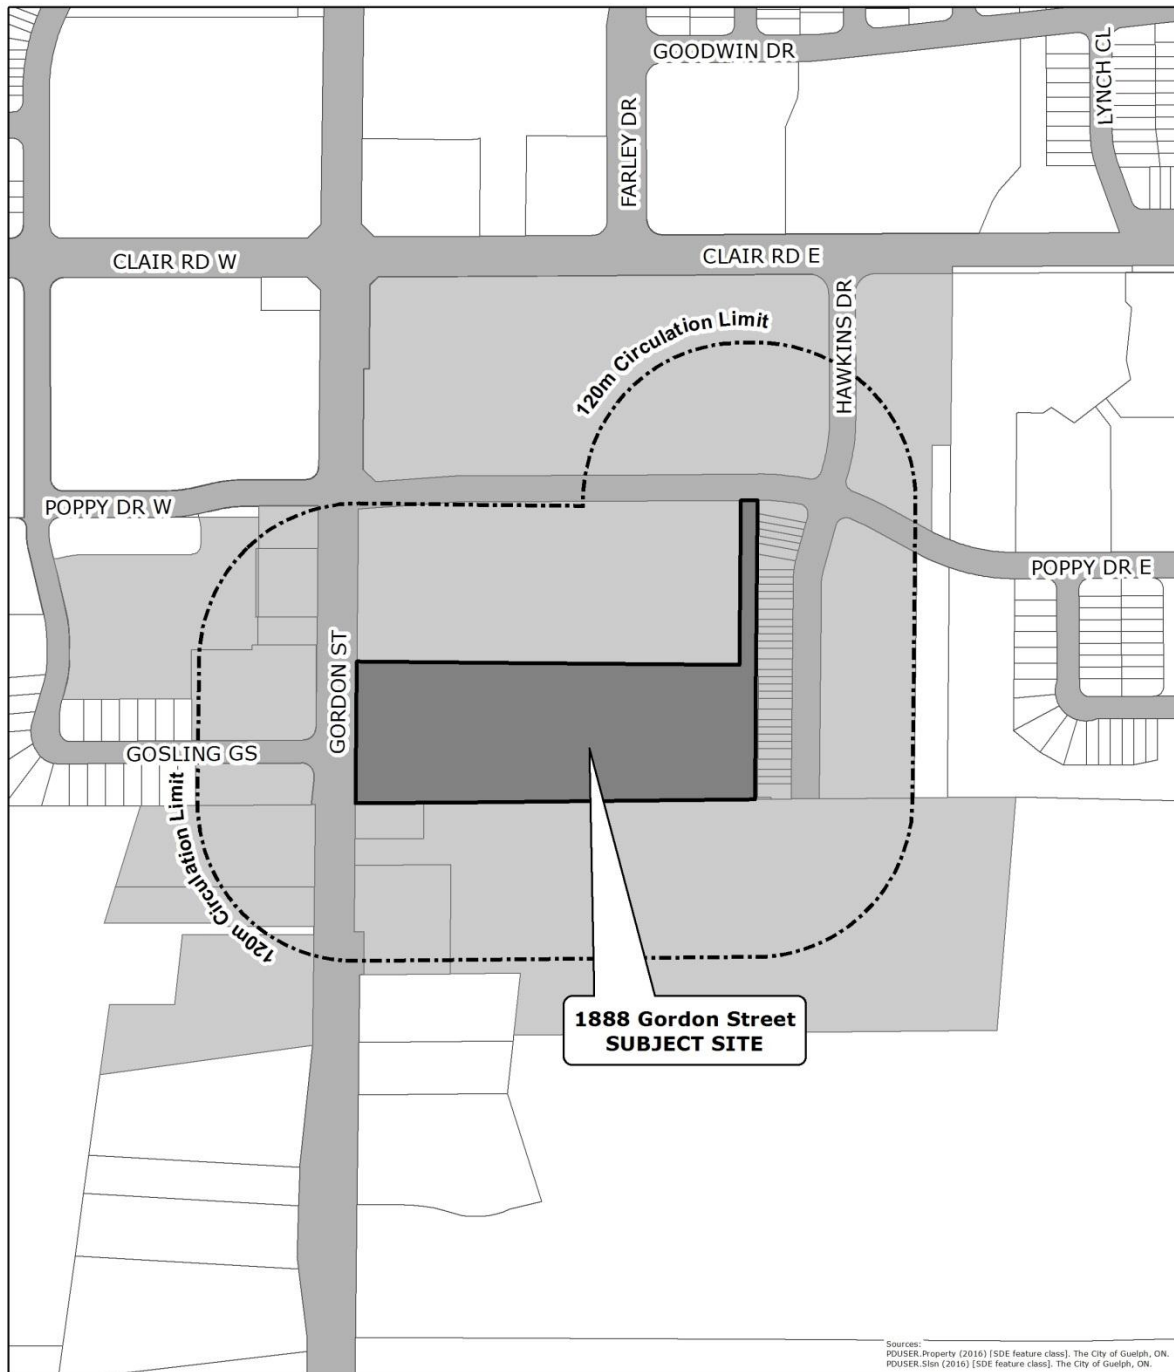 GOODWIN DR
LYNCH CL
FARLEY DR
CLAIR RD W
CLAIR RD E
120m Circulation Limit
HAWKINS DR
POPPY DR W
POPPY DR E
GORDON ST
GOSLING GS
120m Circulation Limit
1888 Gordon Street
SUBJECT SITE
Sources:
PDUSER.Property (2016) [SDE feature class]. The City of Guelph, ON.
PDUSER.Slsn (2016) [SDE feature class]. The City of Guelph, ON.